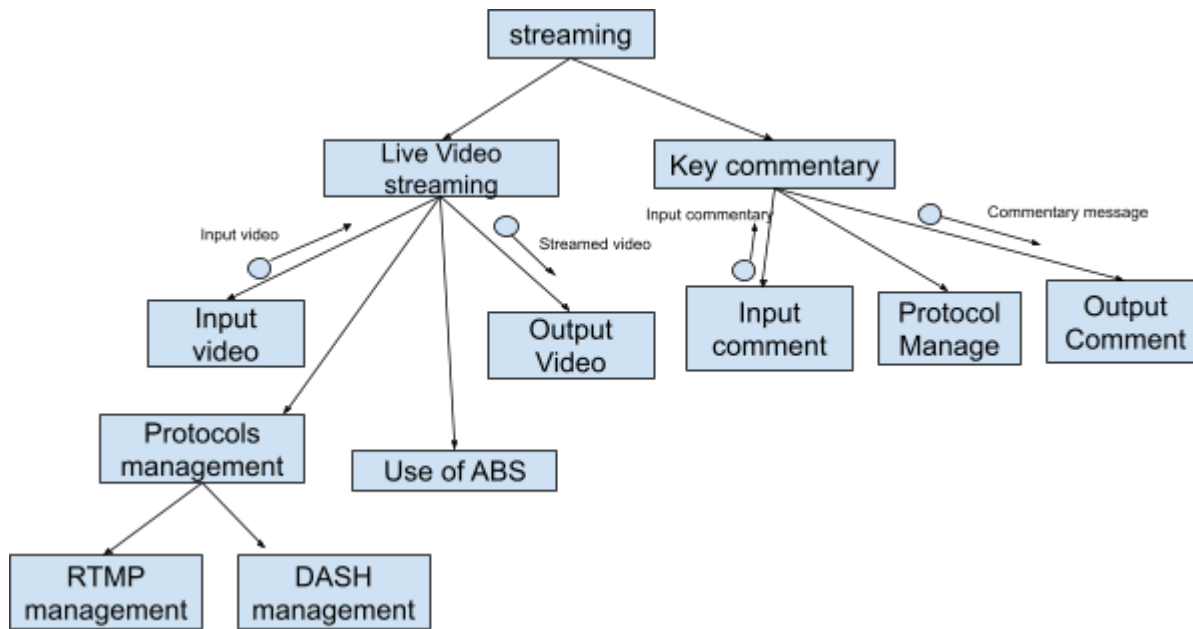 streaming
Live Video
streaming
Key commentary
Input video
Streamed video
Input commentary
Commentary message
Input
video
Output
Video
Input
comment
Protocol
Manage
Output
Comment
Protocols
management
Use of ABS
RTMP
management
DASH
management